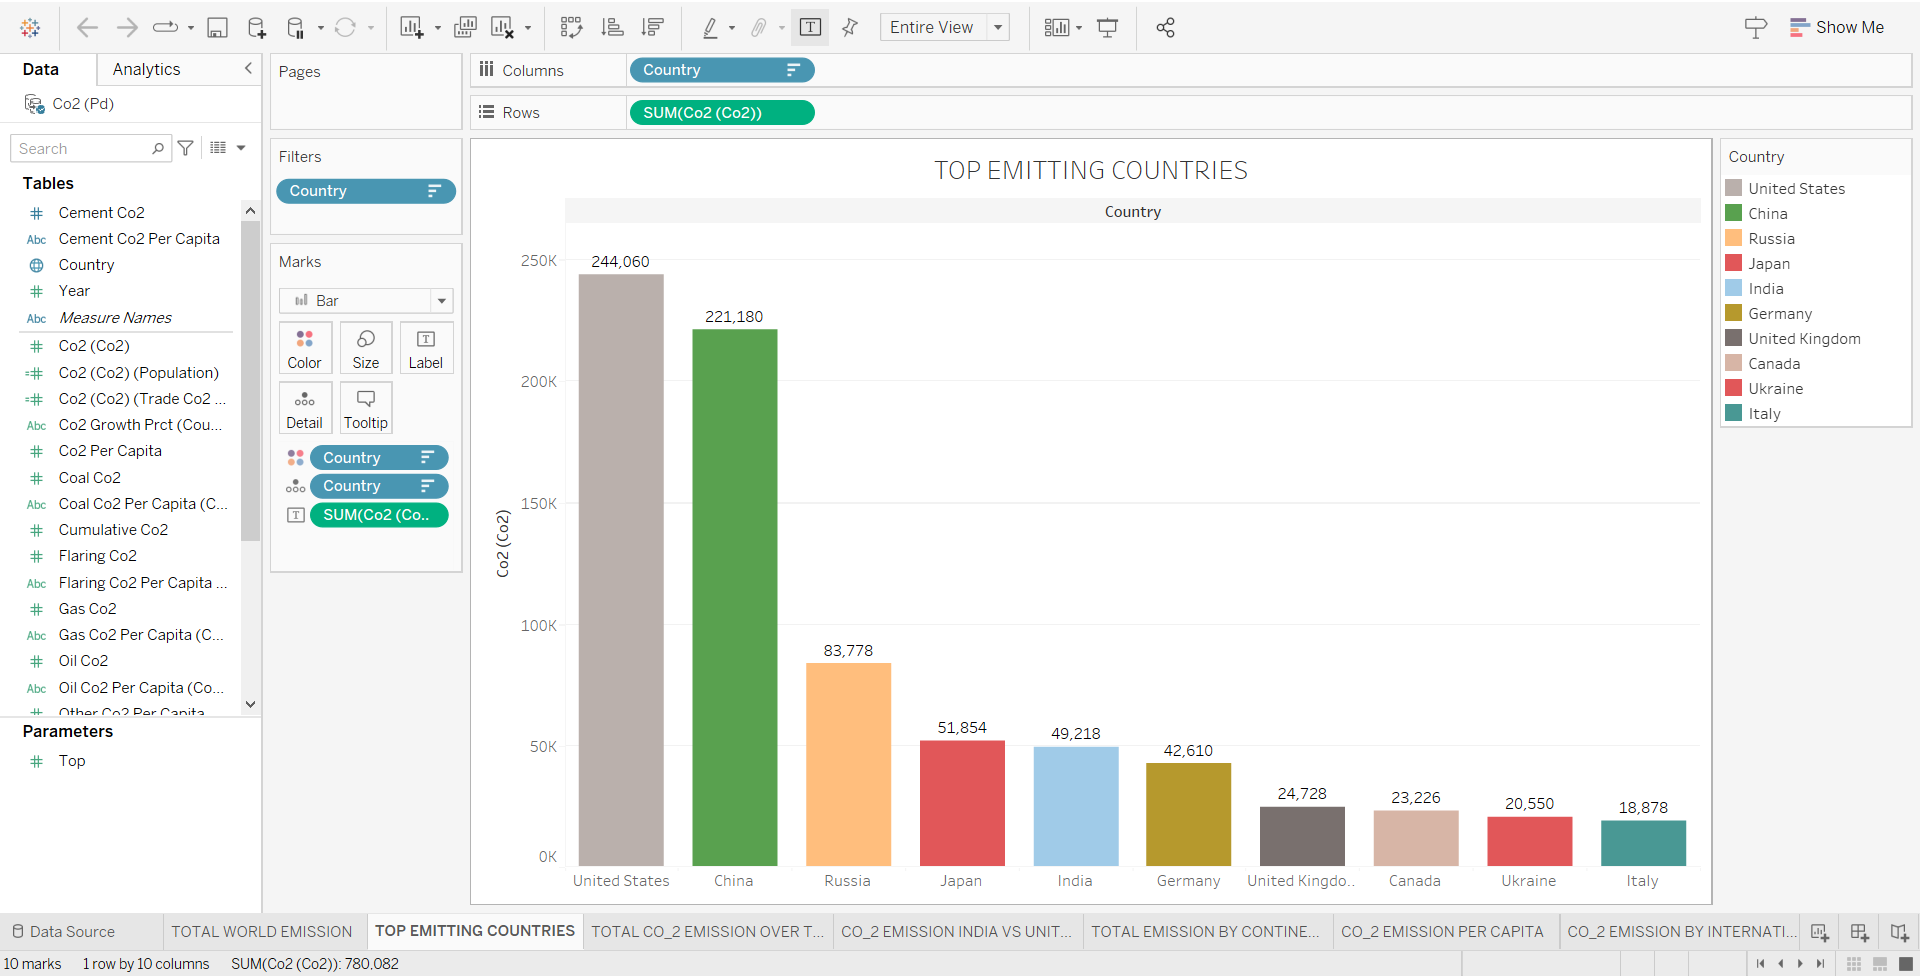 Entire View
Show Me
Data
Analytics
Co2 (Pd)
Search
Tables
Cement Co2
Abc Cement Co2 Per Capita
Country
Year
Abc Measure Names
Co2 (Co2)
Co2 (Co2) (Population)
Co2 (Co2) (Trade Co2 ...
Abc Co2 Growth Prct (Cou...
Co2 Per Capita
Coal Co2
Abc Coal Co2 Per Capita (C...
Cumulative Co2
Flaring Co2
Abc Flaring Co2 Per Capita ...
Gas Co2
Abc Gas Co2 Per Capita (C...
Oil Co2
Abc Oil Co2 Per Capita (Co...
Other Co2 Per Capita
Parameters
Top
Pages
Filters
Country
Marks
Bar
Color
Size
Label
Detail
Tooltip
Country
Country
SUM(Co2 (Co..
Columns
Country
Rows
SUM(Co2 (Co2))
TOP EMITTING COUNTRIES
Country
Co2 (Co2)
250K
200K
150K
100K
50K
0K
244,060
221,180
83,778
51,854
49,218
42,610
24,728
23,226
20,550
18,878
United States
China
Russia
Japan
India
Germany
United Kingdo..
Canada
Ukraine
Italy
Country
United States
China
Russia
Japan
India
Germany
United Kingdom
Canada
Ukraine
Italy
Data Source
TOTAL WORLD EMISSION
TOP EMITTING COUNTRIES
TOTAL CO_2 EMISSION OVER T...
CO_2 EMISSION INDIA VS UNIT...
TOTAL EMISSION BY CONTINE...
CO_2 EMISSION PER CAPITA
CO_2 EMISSION BY INTERNATI...
10 marks
1 row by 10 columns
SUM(Co2 (Co2)): 780,082